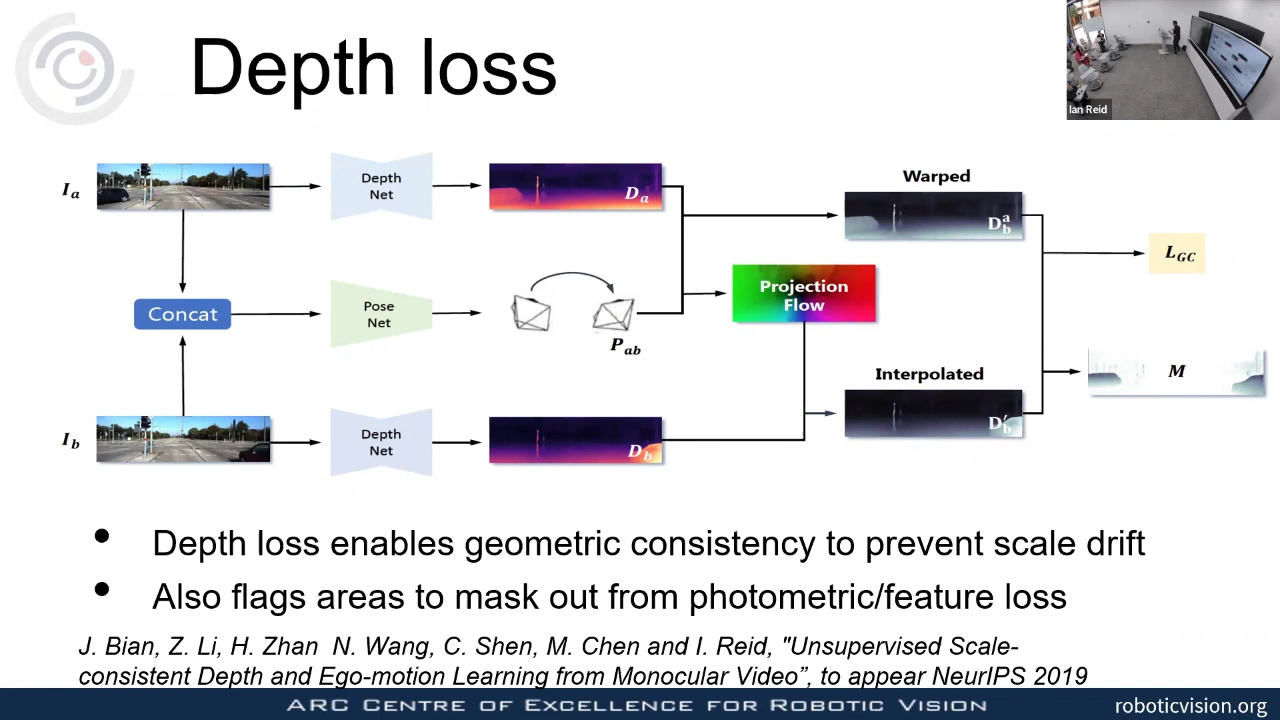 Depth loss
Ian Reid
Warped
Depth
Net
Iₐ
Dₐ
Dᵃ_b
L_GC
Projection
Flow
Concat
Pose
Net
P_ab
Interpolated
M
I_b
Depth
Net
D_b
D′_b
• Depth loss enables geometric consistency to prevent scale drift
• Also flags areas to mask out from photometric/feature loss
J. Bian, Z. Li, H. Zhan N. Wang, C. Shen, M. Chen and I. Reid, "Unsupervised Scale-
consistent Depth and Ego-motion Learning from Monocular Video”, to appear NeurIPS 2019
ARC Centre of Excellence for Robotic Vision
roboticvision.org